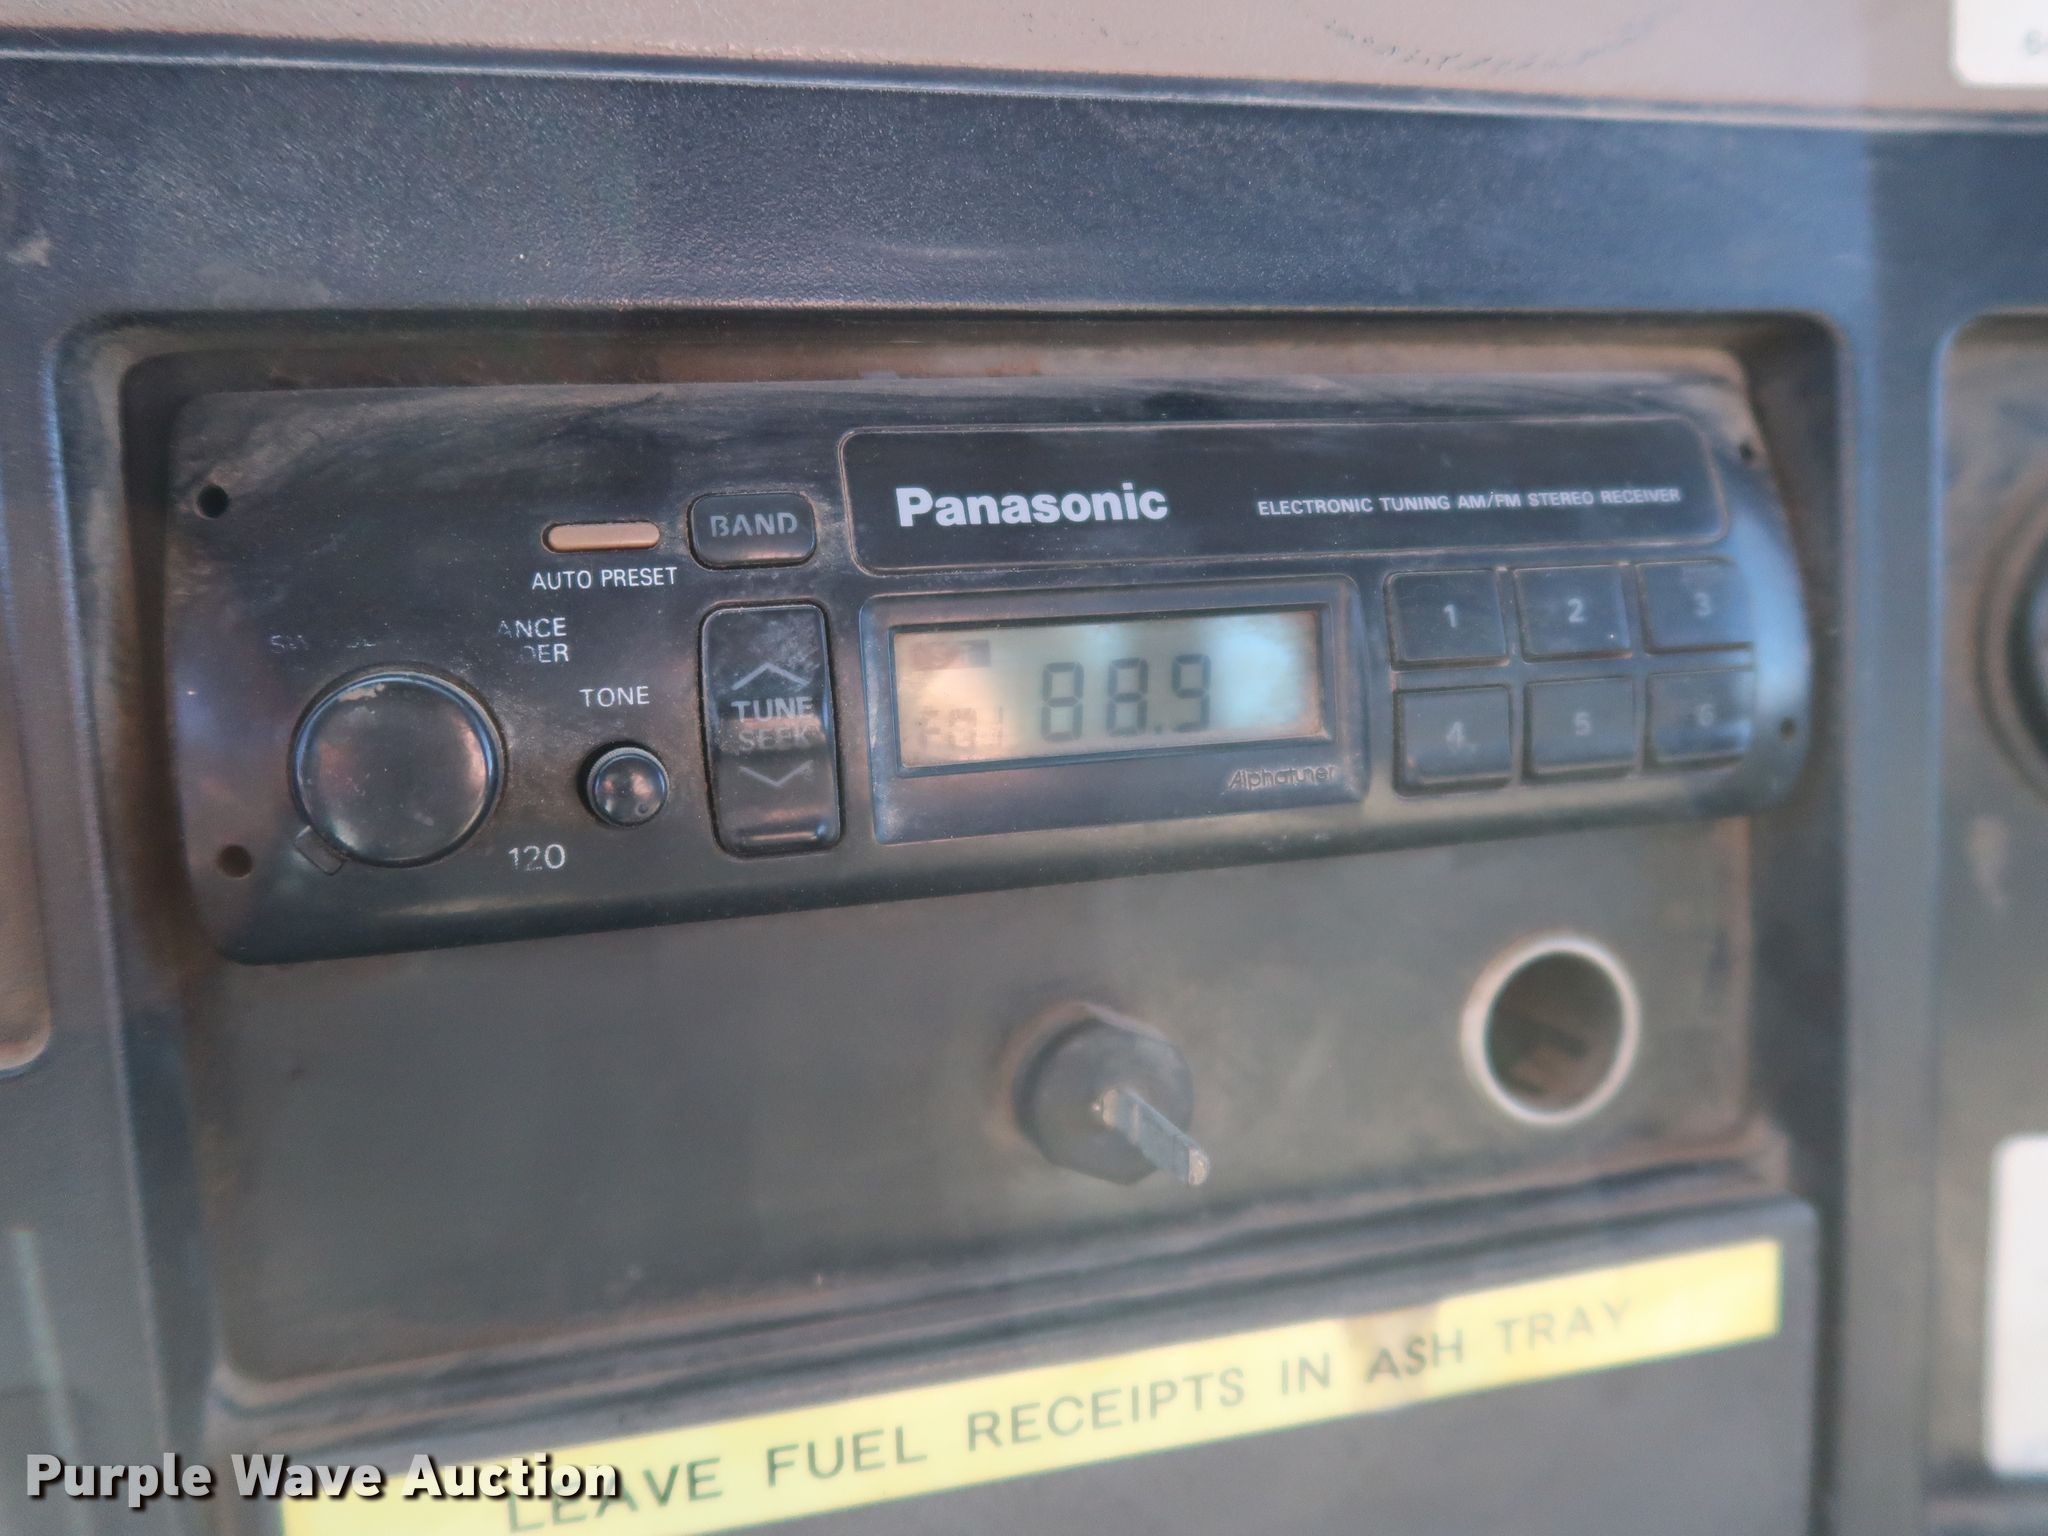 Panasonic
ELECTRONIC TUNING AM/FM STEREO RECEIVER
BAND
AUTO PRESET
ANCE
DER
TONE
TUNE
SEEK
88.9
Alphatuner
1
2
3
4
5
6
120
LEAVE FUEL RECEIPTS IN ASH TRAY
Purple Wave Auction